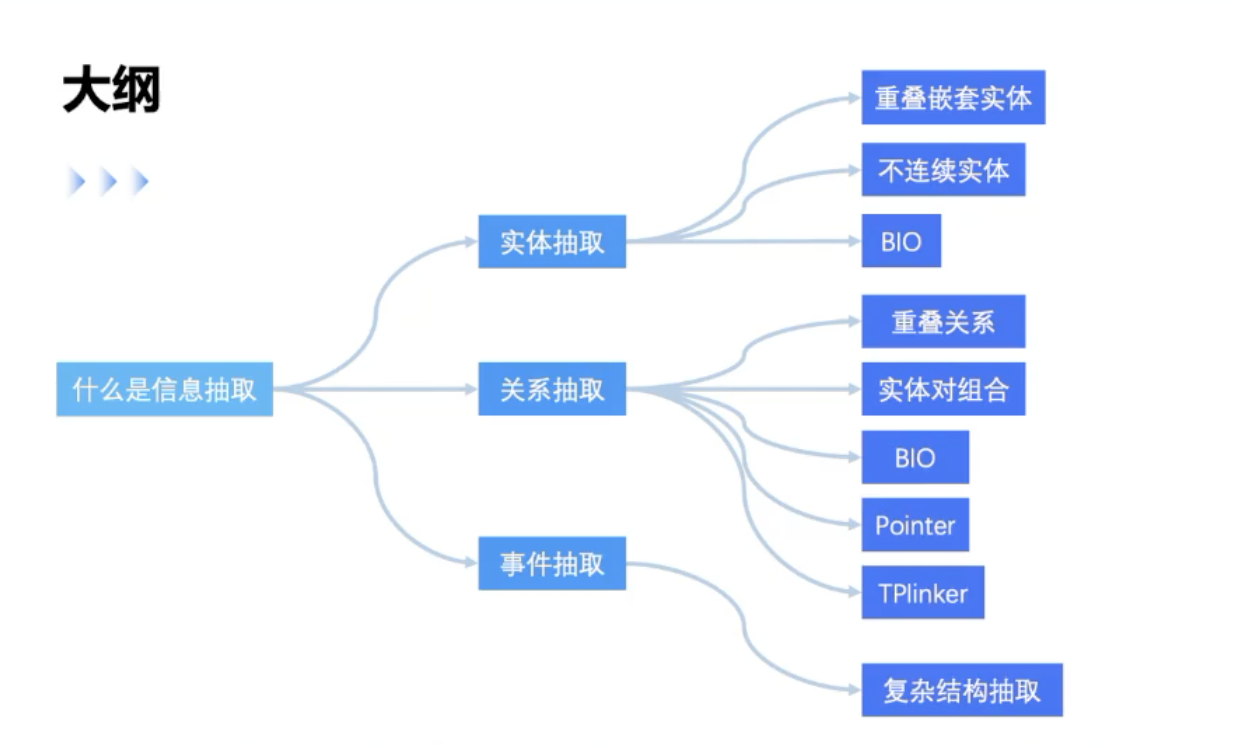 大纲
什么是信息抽取
实体抽取
重叠嵌套实体
不连续实体
BIO
关系抽取
重叠关系
实体对组合
BIO
Pointer
TPlinker
事件抽取
复杂结构抽取